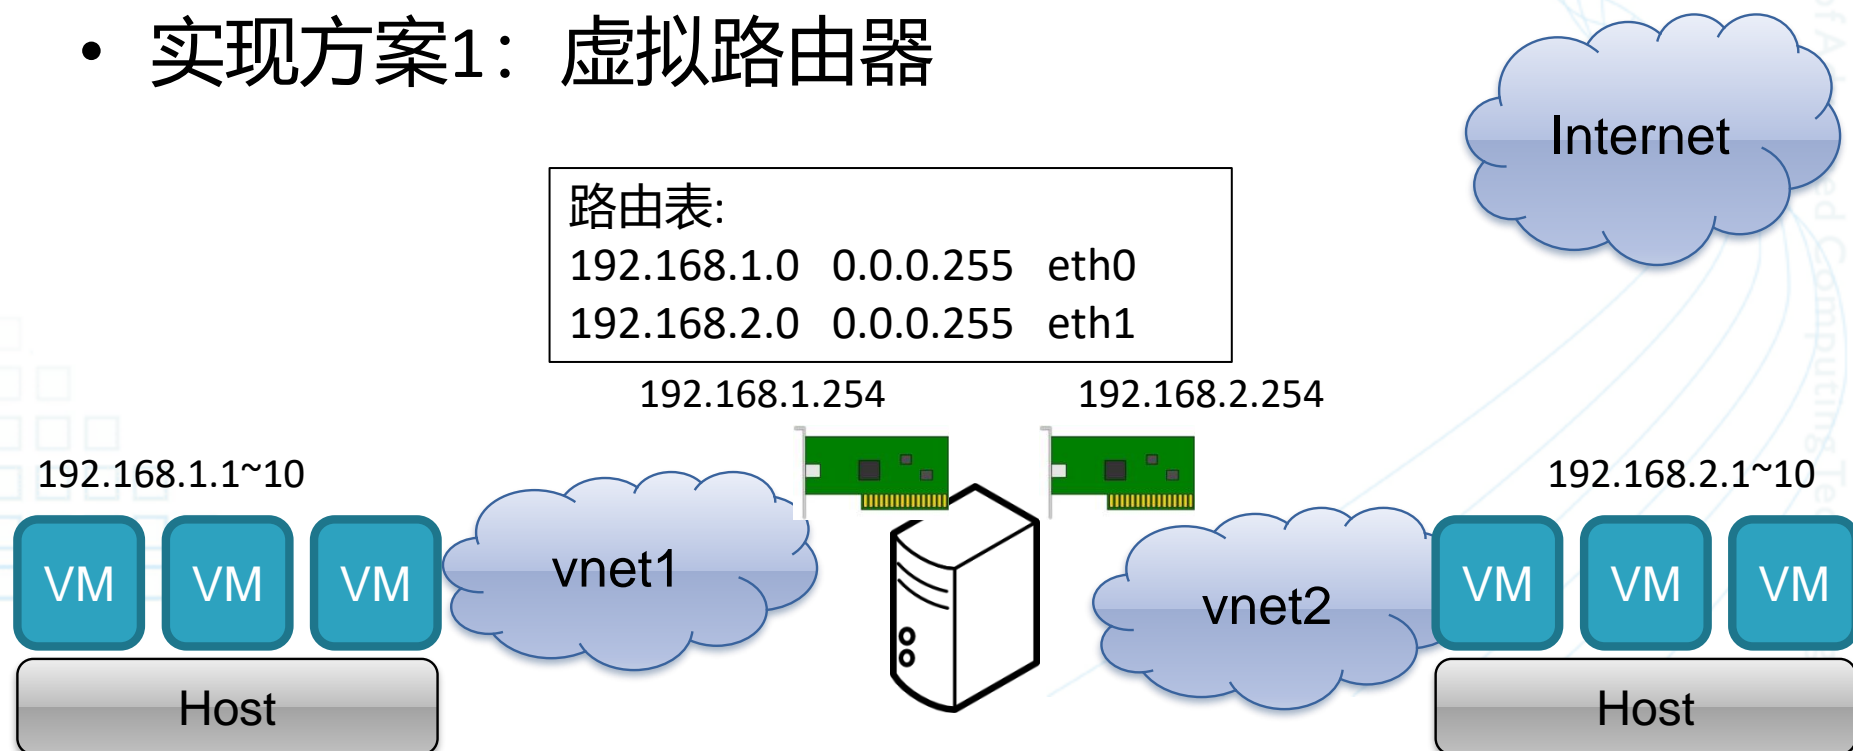 • 实现方案1：虚拟路由器
Internet
路由表:
192.168.1.0 0.0.0.255 eth0
192.168.2.0 0.0.0.255 eth1
192.168.1.254 192.168.2.254
192.168.1.1~10 192.168.2.1~10
VM VM VM vnet1 vnet2 VM VM VM
Host Host